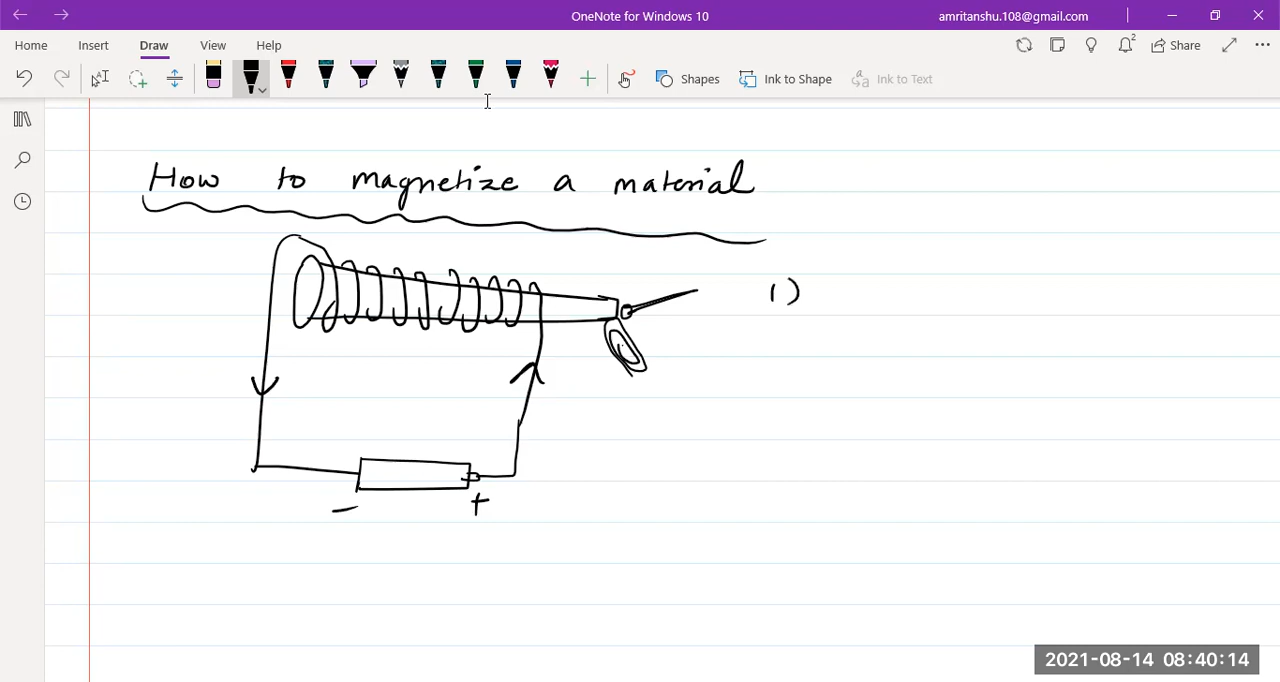 OneNote for Windows 10
amritanshu.108@gmail.com
Home Insert Draw View Help
2 Share
Shapes Ink to Shape Ink to Text
How to magnetize a material
1)
− +
2021-08-14 08:40:14